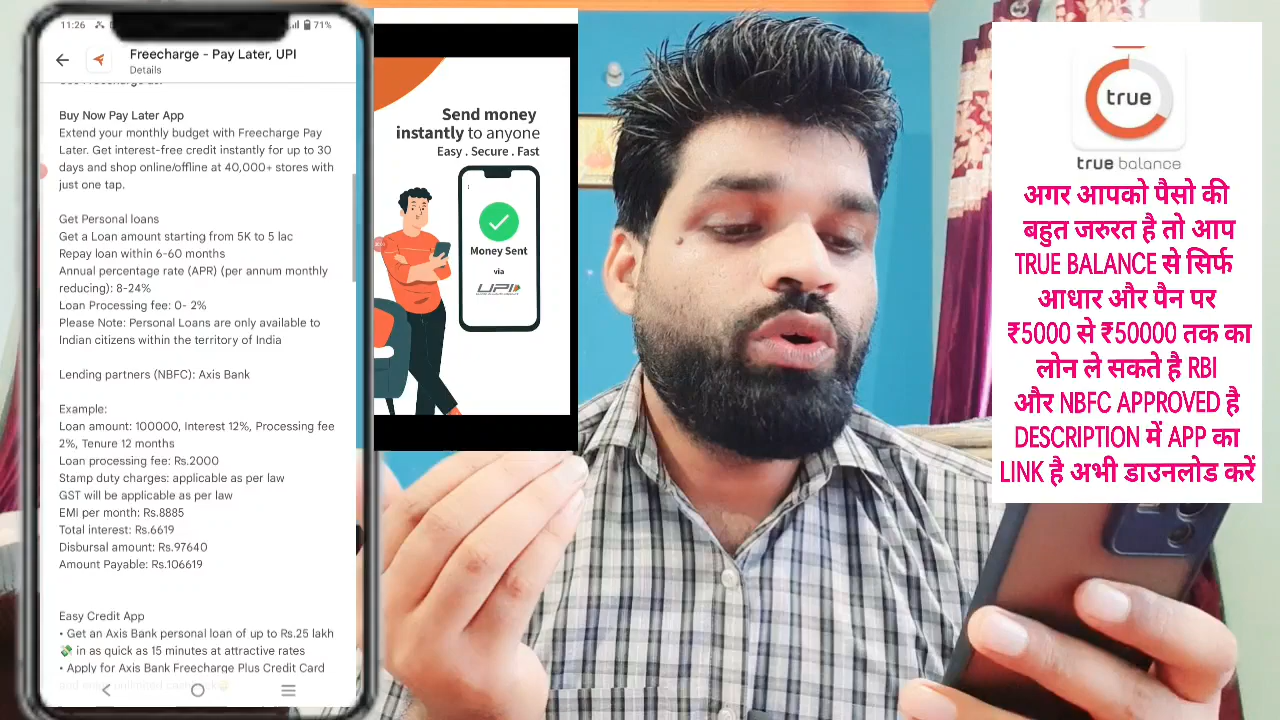 11:26
71%
Freecharge - Pay Later, UPI
Details
Buy Now Pay Later App
Extend your monthly budget with Freecharge Pay
Later. Get interest-free credit instantly for up to 30
days and shop online/offline at 40,000+ stores with
just one tap.
Get Personal loans
Get a Loan amount starting from 5K to 5 lac
Repay loan within 6-60 months
Annual percentage rate (APR) (per annum monthly
reducing): 8-24%
Loan Processing fee: 0- 2%
Please Note: Personal Loans are only available to
Indian citizens within the territory of India
Lending partners (NBFC): Axis Bank
Example:
Loan amount: 100000, Interest 12%, Processing fee
2%, Tenure 12 months
Loan processing fee: Rs.2000
Stamp duty charges: applicable as per law
GST will be applicable as per law
EMI per month: Rs.8885
Total interest: Rs.6619
Disbursal amount: Rs.97640
Amount Payable: Rs.106619
Easy Credit App
• Get an Axis Bank personal loan of up to Rs.25 lakh
💸 in as quick as 15 minutes at attractive rates
• Apply for Axis Bank Freecharge Plus Credit Card
Send money
instantly to anyone
Easy . Secure . Fast
Money Sent
via
UPI
true
true balance
अगर आपको पैसो की
बहुत जरुरत है तो आप
TRUE BALANCE से सिर्फ
आधार और पैन पर
₹5000 से ₹50000 तक का
लोन ले सकते है RBI
और NBFC APPROVED है
DESCRIPTION में APP का
LINK है अभी डाउनलोड करें